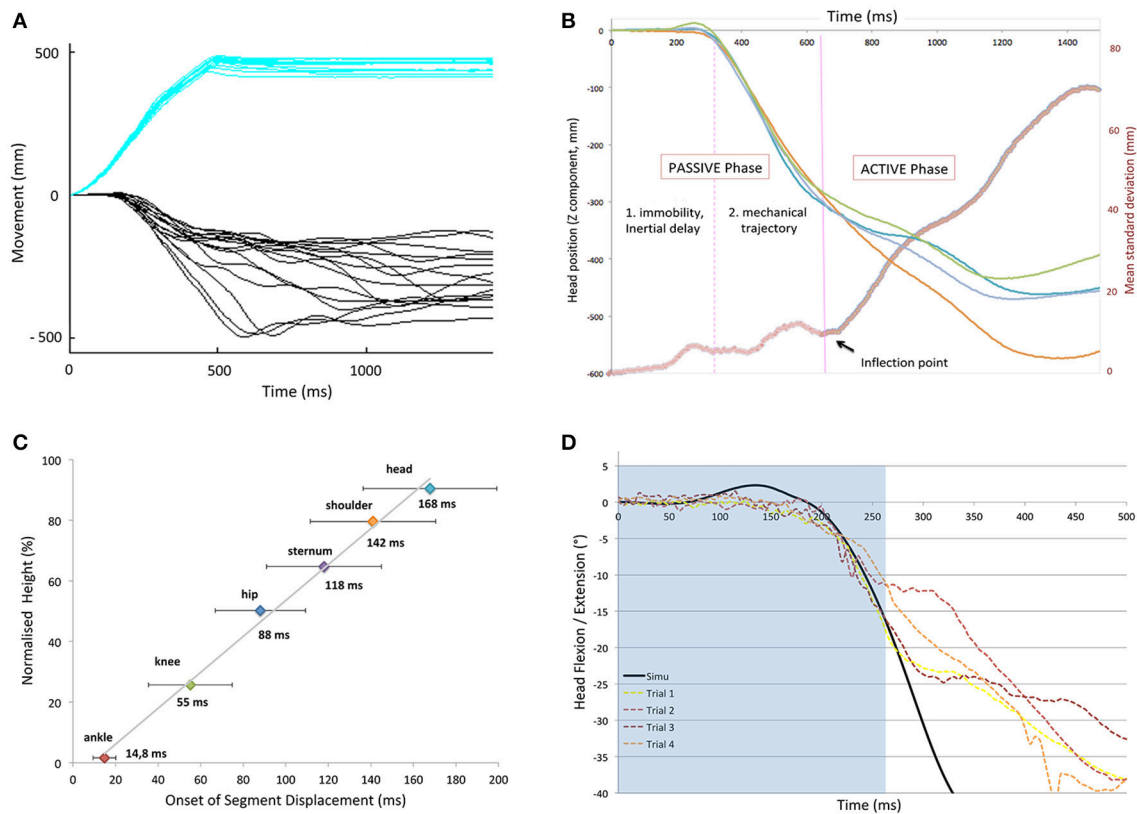 A
500
0
- 500
Movement (mm)
0
500
1000
Time (ms)
B
Time (ms)
0
200
400
600
800
1000
1200
1400
0
-100
-200
-300
-400
-500
-600
Head position (Z component, mm)
80
60
40
20
0
Mean standard deviation (mm)
PASSIVE Phase
ACTIVE Phase
1. immobility,
Inertial delay
2. mechanical
trajectory
Inflection point
C
100
80
60
40
20
0
Normalised Height (%)
head
168 ms
shoulder
142 ms
sternum
118 ms
hip
88 ms
knee
55 ms
ankle
14,8 ms
0
20
40
60
80
100
120
140
160
180
200
Onset of Segment Displacement (ms)
D
5
0
-5
-10
-15
-20
-25
-30
-35
-40
Head Flexion / Extension (°)
0
50
100
150
200
250
300
350
400
450
500
Simu
Trial 1
Trial 2
Trial 3
Trial 4
Time (ms)